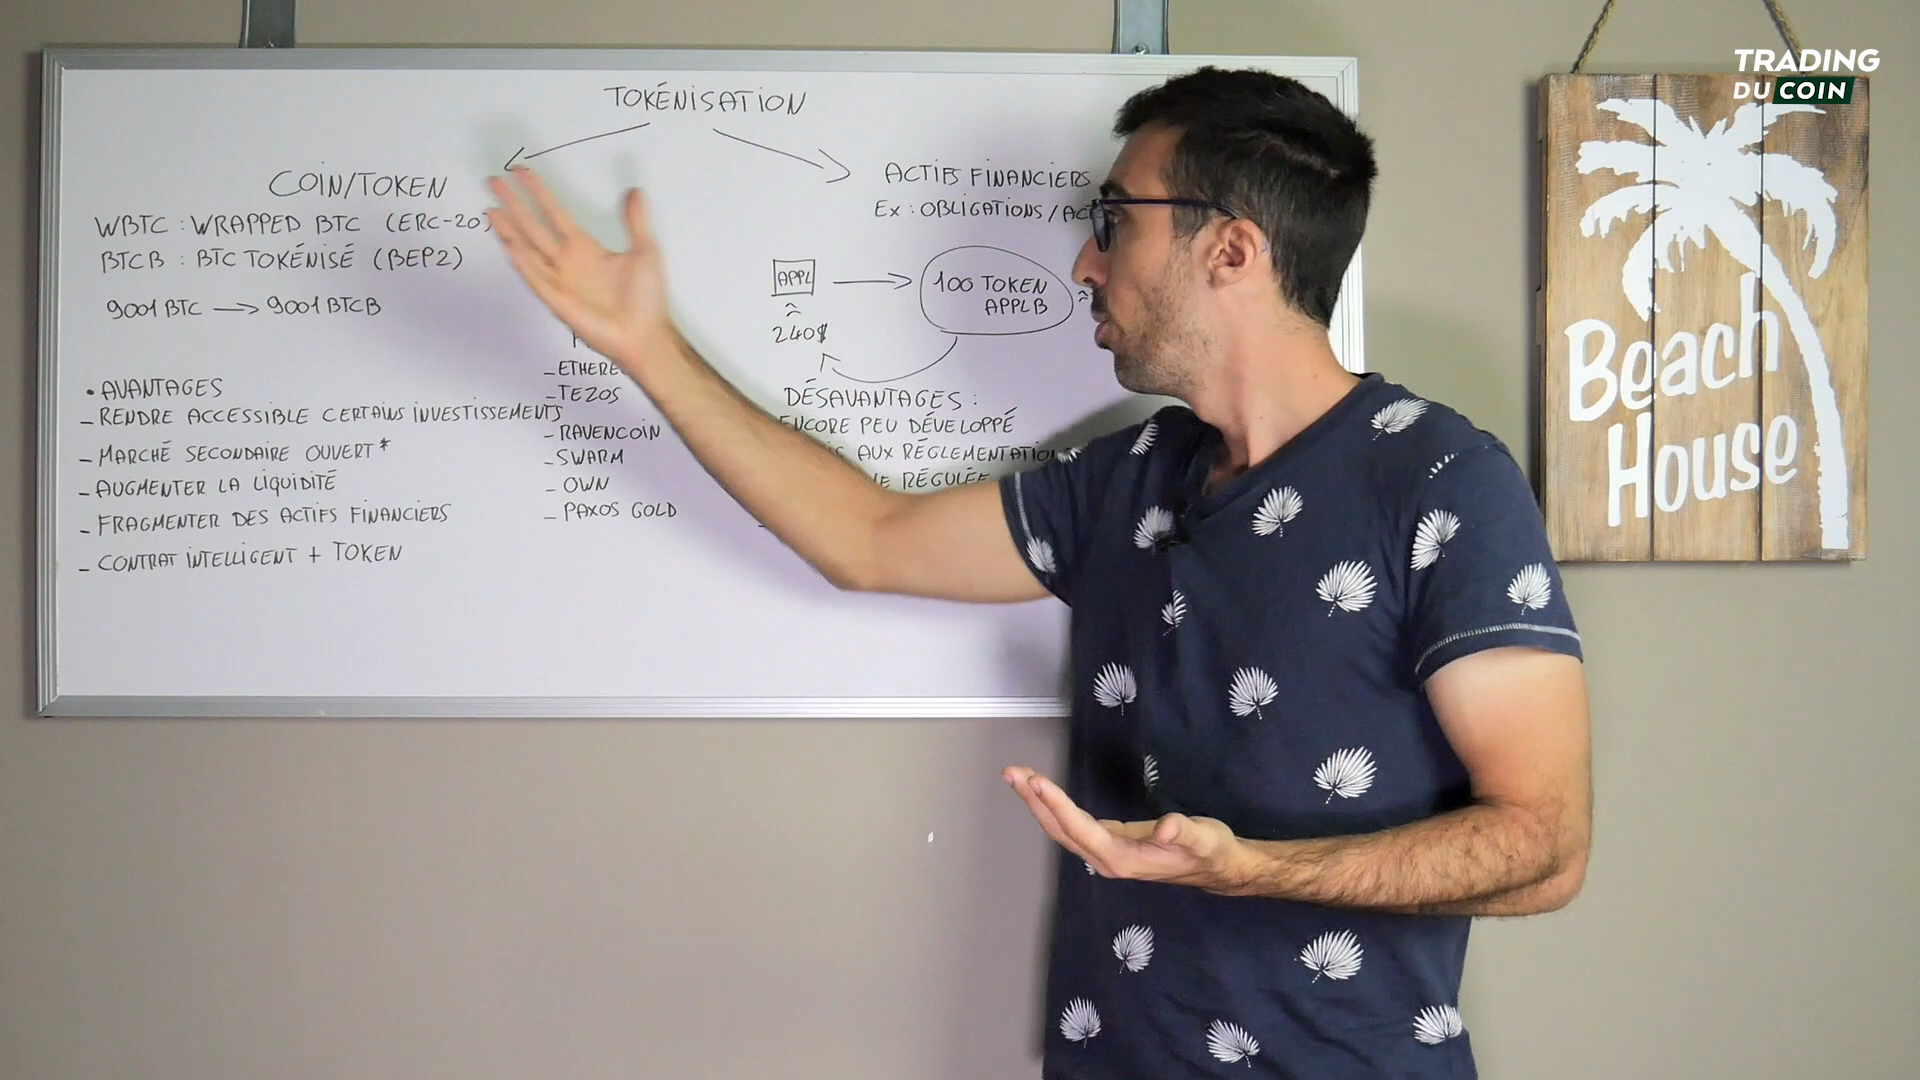 TOKÉNISATION
COIN/TOKEN
WBTC : WRAPPED BTC (ERC-20)
BTCB : BTC TOKÉNISÉ (BEP2)
9001 BTC → 9001 BTCB
• AVANTAGES
- RENDRE ACCESSIBLE CERTAINS INVESTISSEMENTS
- MARCHÉ SECONDAIRE OUVERT *
- AUGMENTER LA LIQUIDITÉ
- FRAGMENTER DES ACTIFS FINANCIERS
- CONTRAT INTELLIGENT + TOKEN
- TEZOS
- RAVENCOIN
- SWARM
- OWN
- PAXOS GOLD
ACTIFS FINANCIERS
Ex : OBLIGATIONS /
APPL
240$
100 TOKEN
APPLB
DÉSAVANTAGES :
ENCORE PEU DÉVELOPPÉ
AUX
RÉGULÉE
TRADING
DU COIN
Beach
House